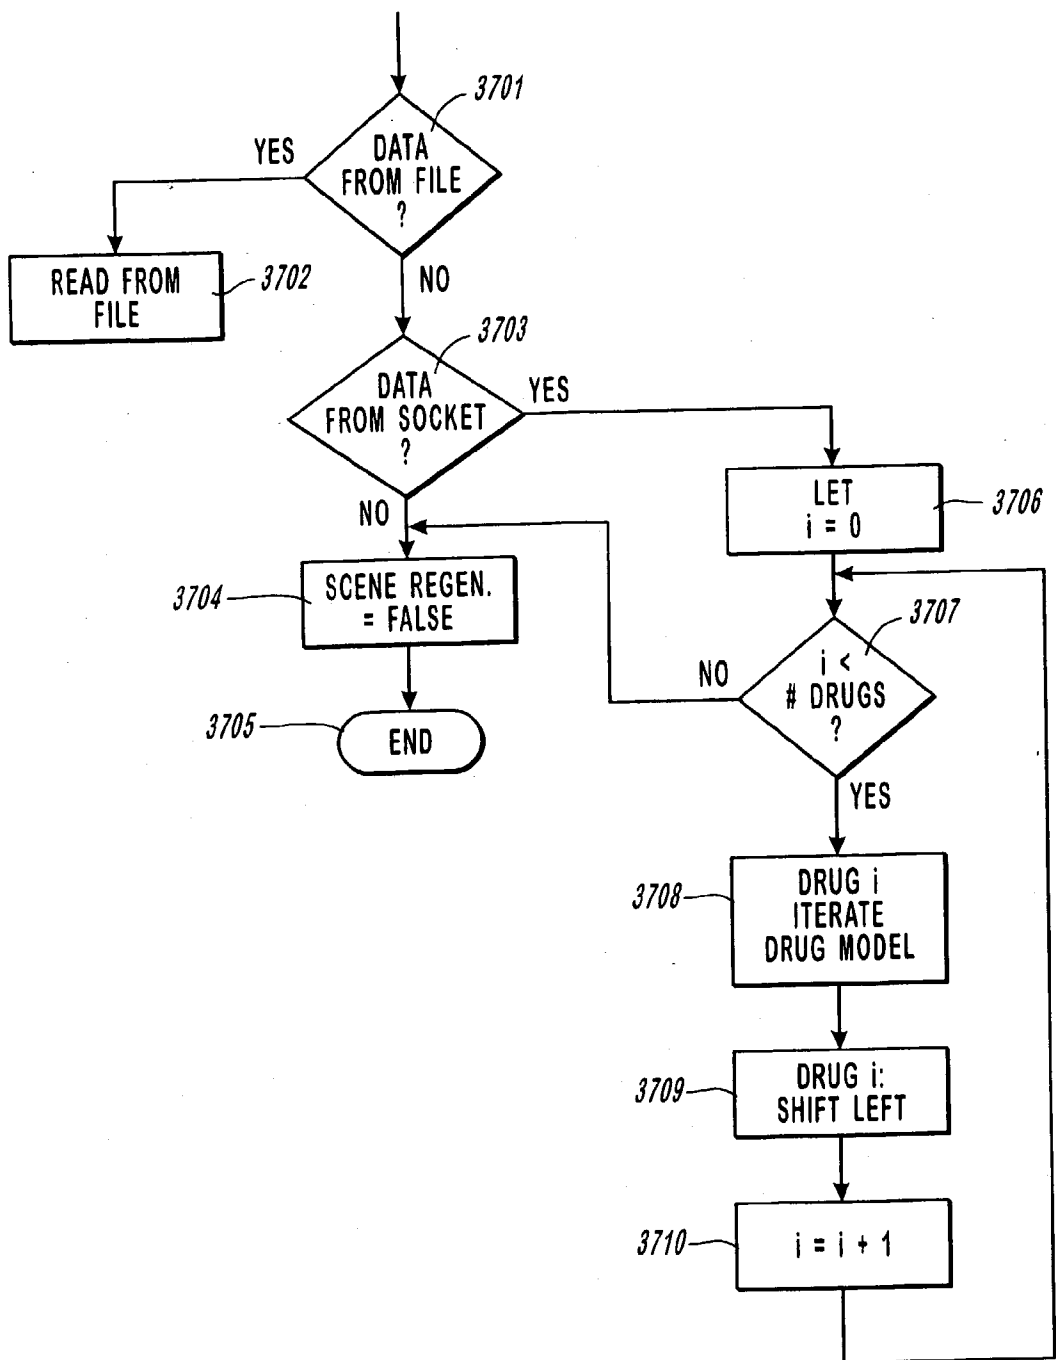 3701
DATA
FROM FILE
?
YES
NO
READ FROM
FILE
3702
3703
DATA
FROM SOCKET
?
YES
NO
LET
i = 0
3706
SCENE REGEN.
= FALSE
3704
3705
END
3707
i <
# DRUGS
?
NO
YES
3708
DRUG i
ITERATE
DRUG MODEL
3709
DRUG i:
SHIFT LEFT
3710
i = i + 1